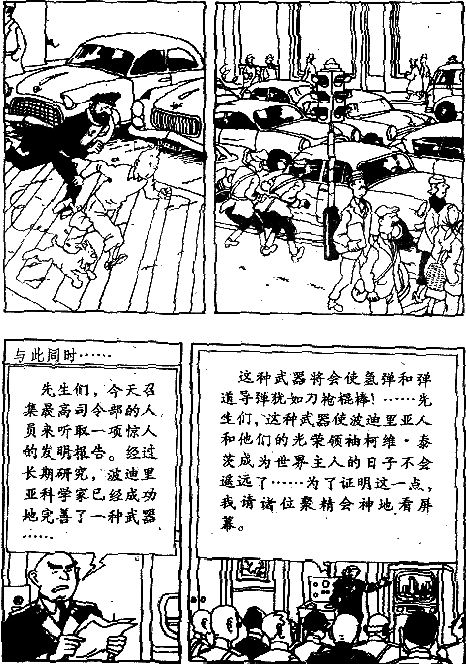 与此同时……
先生们，今天召
集最高司令部的人
员来听取一项惊人
的发明报告。经过
长期研究，波迪里
亚科学家已经成功
地完善了一种武器
……
这种武器将会使氢弹和弹
道导弹犹如刀枪棍棒！……先
生们，这种武器使波迪里亚人
和他们的光荣领袖柯维·泰
茨成为世界主人的日子不会
遥远了……为了证明这一点，
我请诸位聚精会神地看屏
幕。